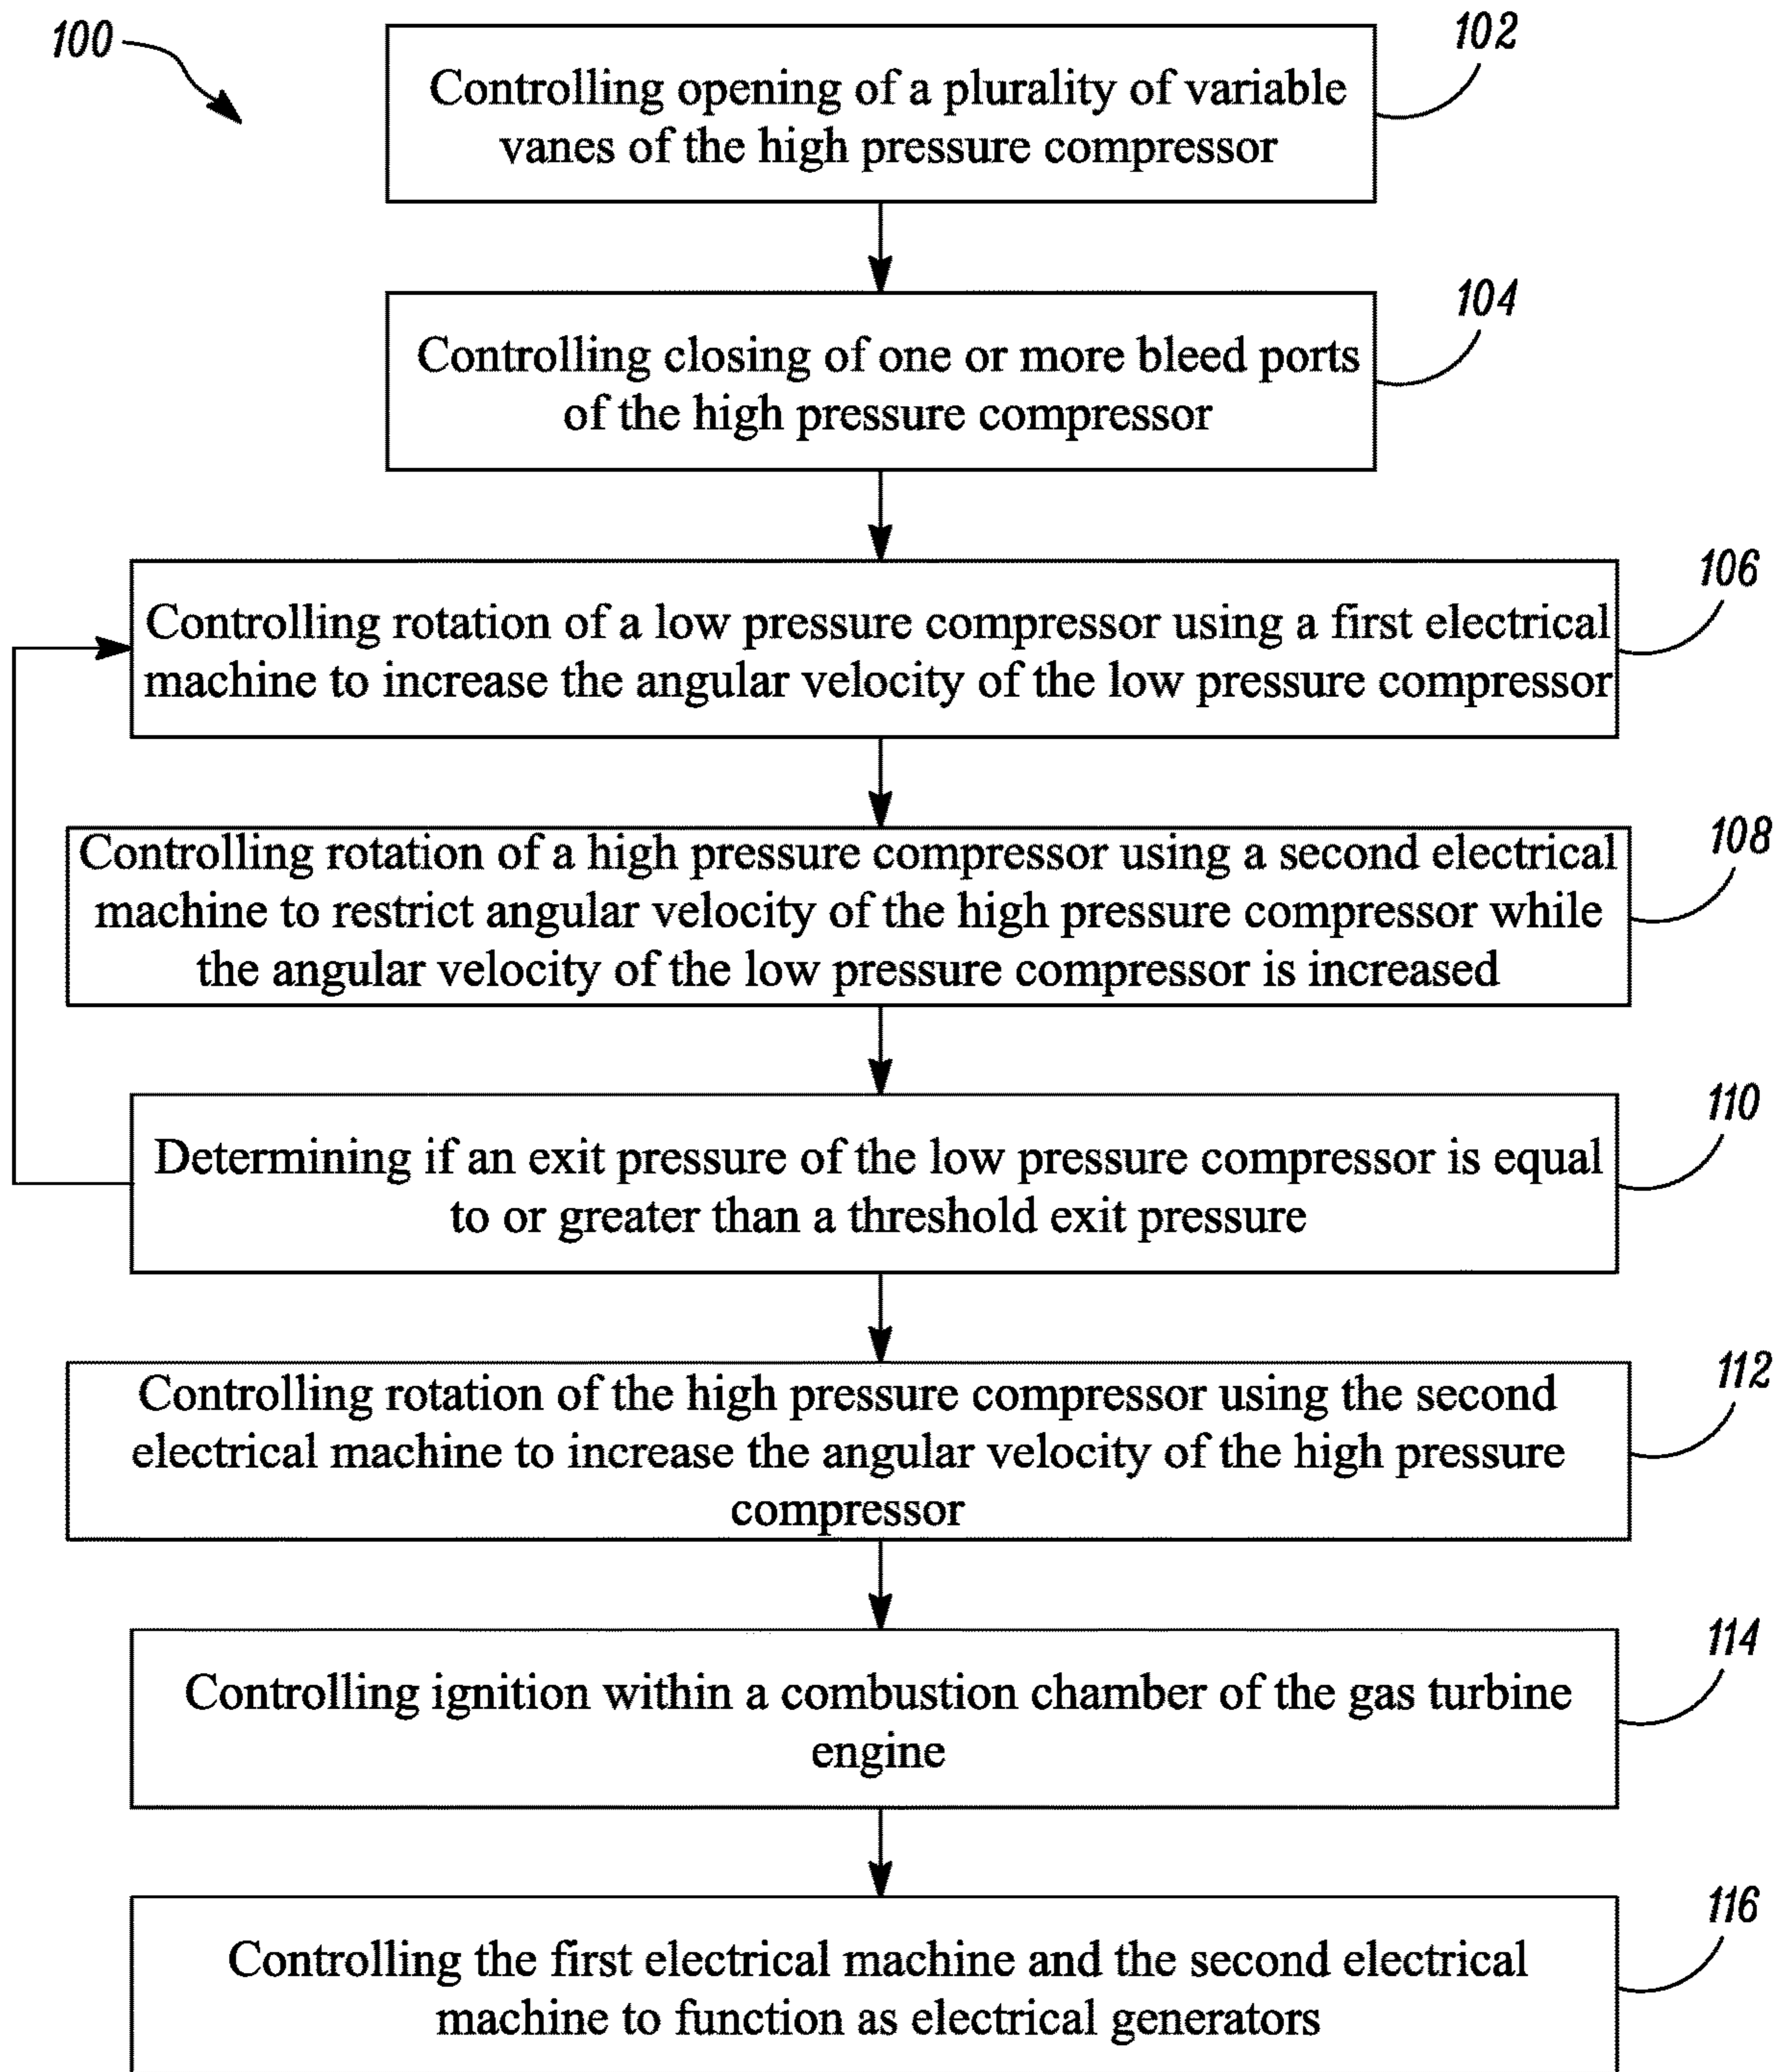 100
102
Controlling opening of a plurality of variable
vanes of the high pressure compressor
104
Controlling closing of one or more bleed ports
of the high pressure compressor
106
Controlling rotation of a low pressure compressor using a first electrical
machine to increase the angular velocity of the low pressure compressor
108
Controlling rotation of a high pressure compressor using a second electrical
machine to restrict angular velocity of the high pressure compressor while
the angular velocity of the low pressure compressor is increased
110
Determining if an exit pressure of the low pressure compressor is equal
to or greater than a threshold exit pressure
112
Controlling rotation of the high pressure compressor using the second
electrical machine to increase the angular velocity of the high pressure
compressor
114
Controlling ignition within a combustion chamber of the gas turbine
engine
116
Controlling the first electrical machine and the second electrical
machine to function as electrical generators